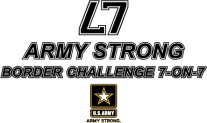 L7
ARMY STRONG
BORDER CHALLENGE 7-ON-7
U.S.ARMY
ARMY STRONG.